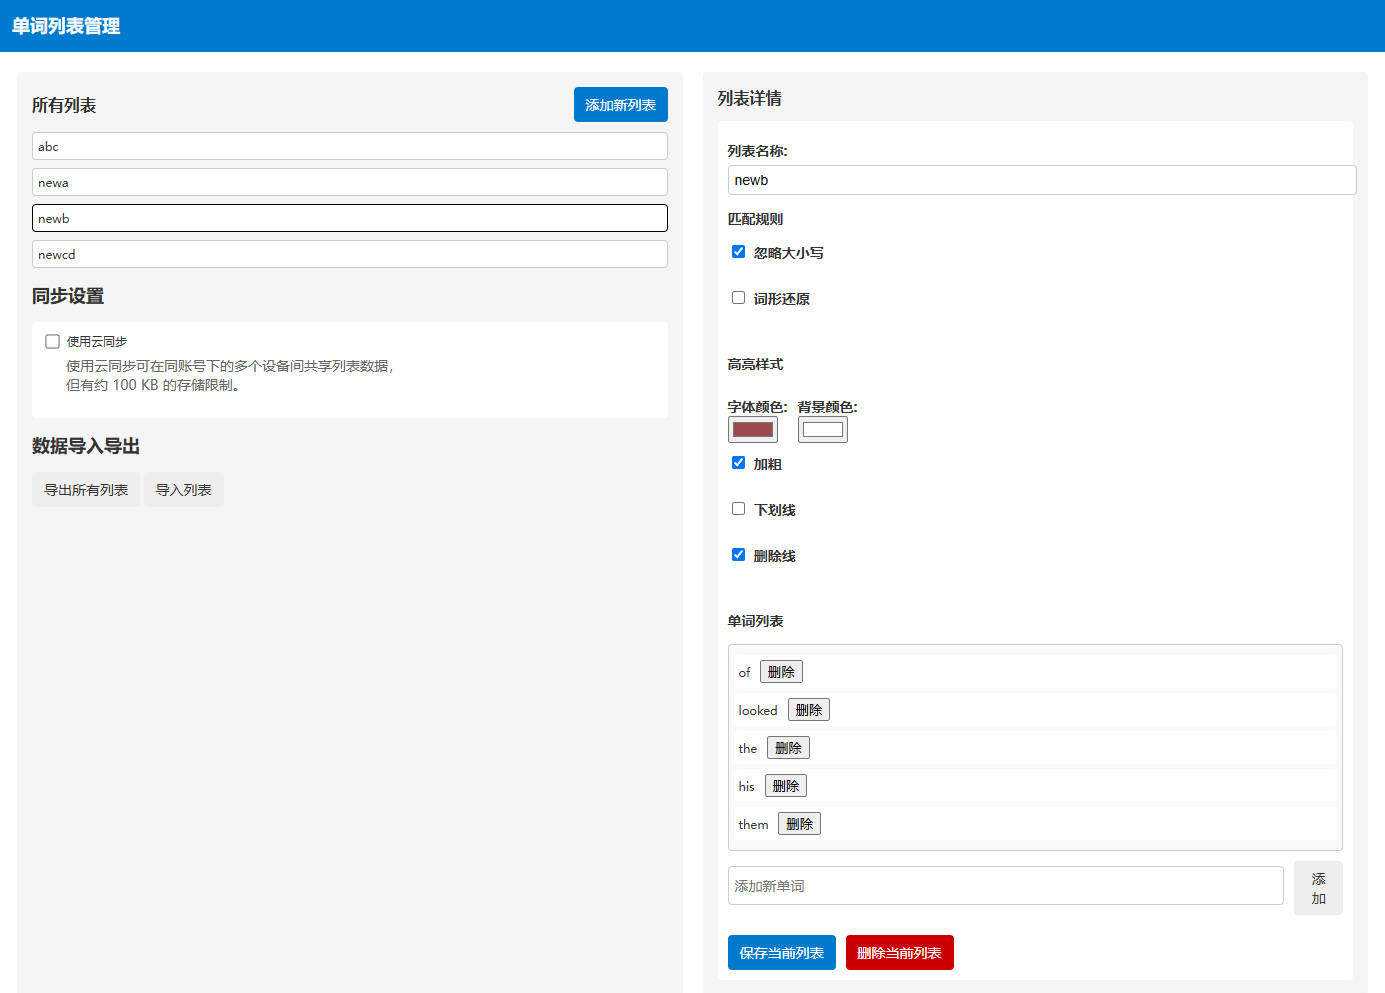 单词列表管理
所有列表
添加新列表
abc
newa
newb
newcd
同步设置
使用云同步
使用云同步可在同账号下的多个设备间共享列表数据，
但有约 100 KB 的存储限制。
数据导入导出
导出所有列表
导入列表
列表详情
列表名称:
newb
匹配规则
忽略大小写
词形还原
高亮样式
字体颜色: 背景颜色:
加粗
下划线
删除线
单词列表
of 删除
looked 删除
the 删除
his 删除
them 删除
添加新单词
添
加
保存当前列表
删除当前列表